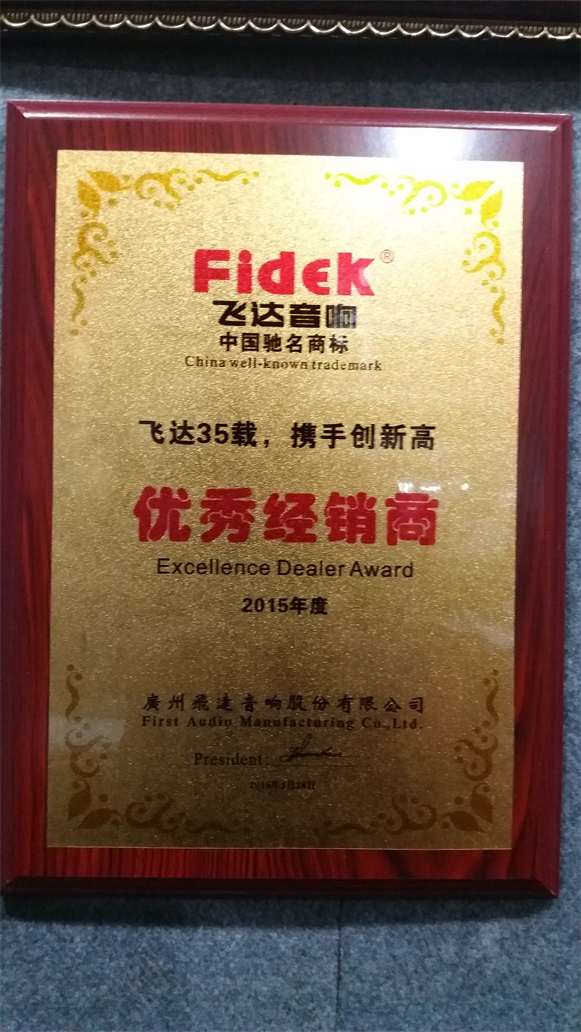 Fidek®
飞达音响
中国驰名商标
China well-known trademark
飞达35载，携手创新高
优秀经销商
Excellence Dealer Award
2015年度
廣州飛達音响股份有限公司
First Audio Manufacturing Co.,Ltd.
President: